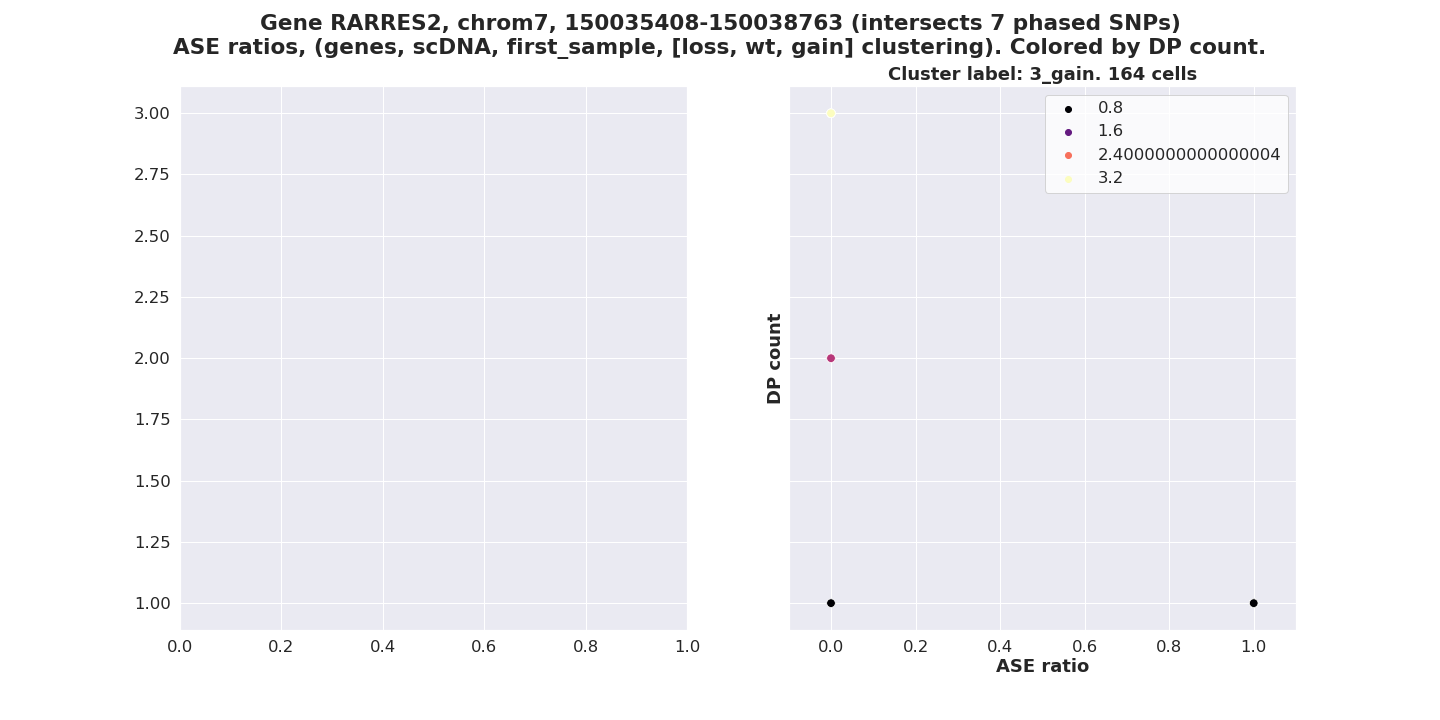 Gene RARRES2, chrom7, 150035408-150038763 (intersects 7 phased SNPs)
ASE ratios, (genes, scDNA, first_sample, [loss, wt, gain] clustering). Colored by DP count.
Cluster label: 3_gain. 164 cells
3.00
2.75
2.50
2.25
2.00
1.75
1.50
1.25
1.00
0.0 0.2 0.4 0.6 0.8 1.0
DP count
0.8
1.6
2.4000000000000004
3.2
0.0 0.2 0.4 0.6 0.8 1.0
ASE ratio